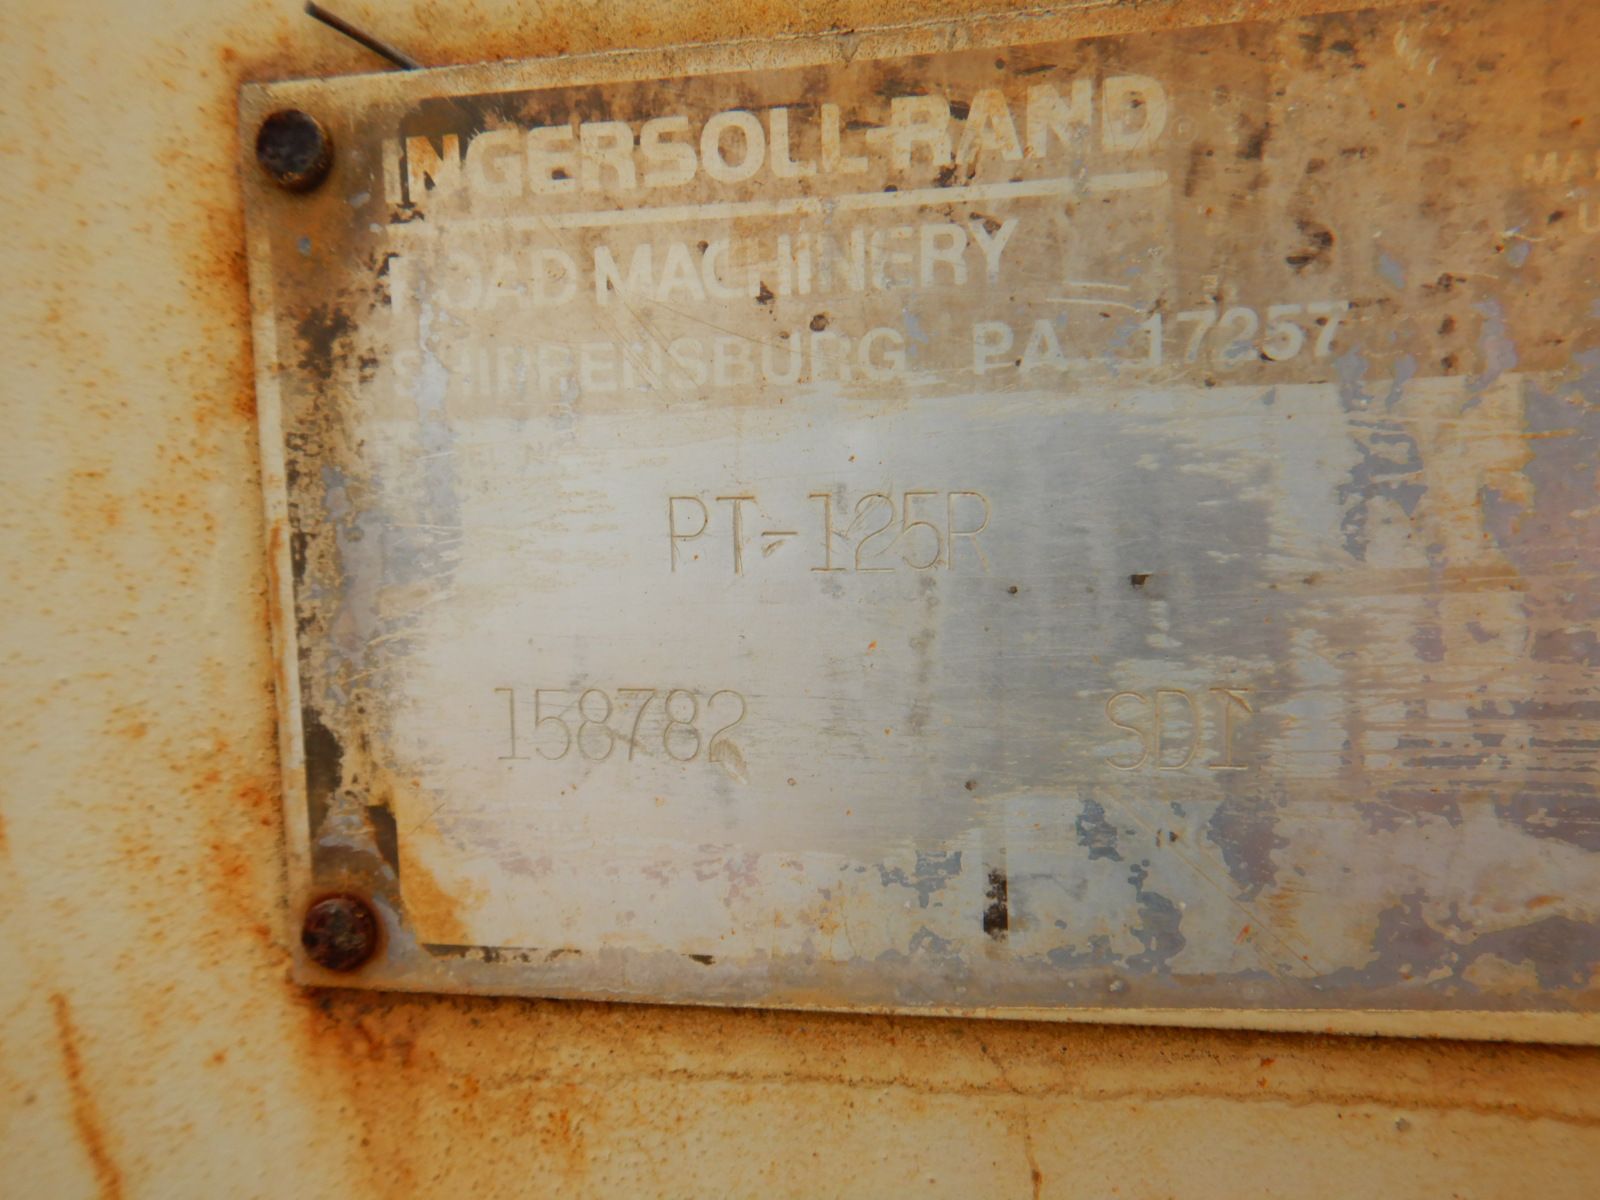 INGERSOLL-RAND
ROAD MACHINERY
SHIPPENSBURG, PA. 17257
PT-125R
158782 SDI